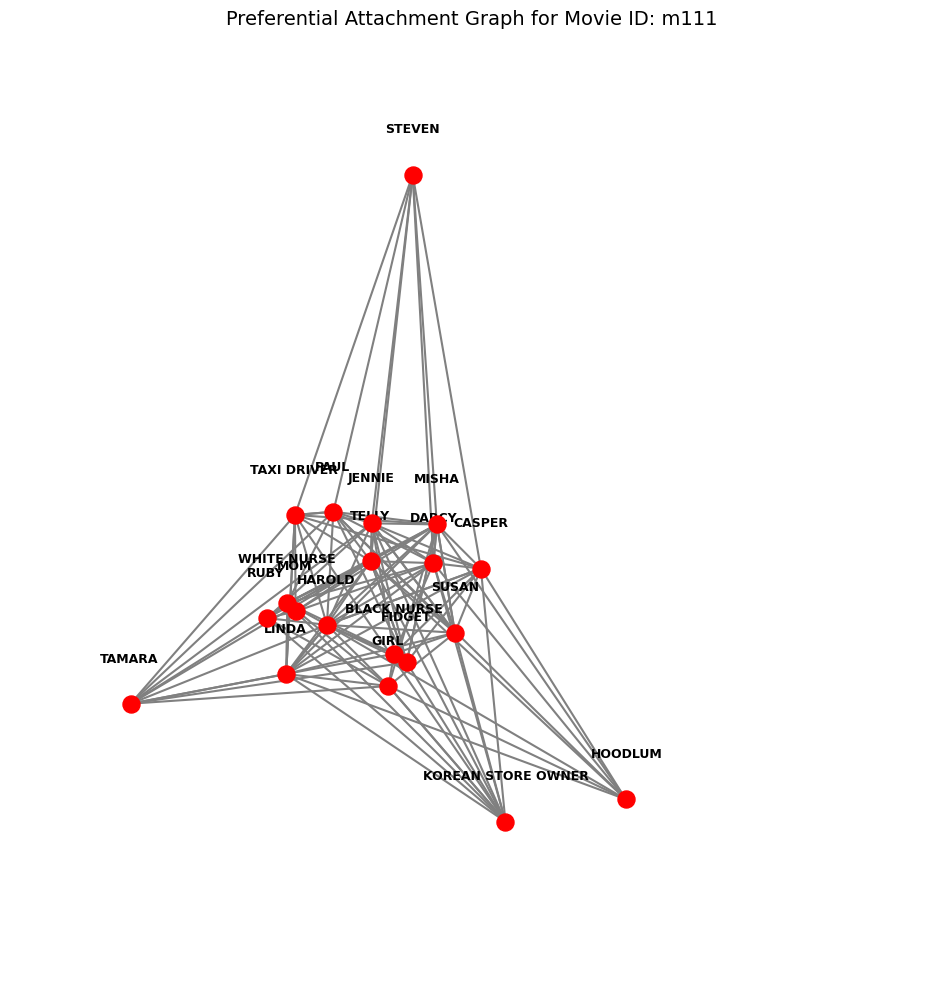 Preferential Attachment Graph for Movie ID: m111
STEVEN
TAXI DRIVER
PAUL
JENNIE
MISHA
TELLY
DARCY
CASPER
WHITE NURSE
MOM
RUBY
HAROLD
SUSAN
BLACK NURSE
FIDGET
LINDA
GIRL
TAMARA
HOODLUM
KOREAN STORE OWNER